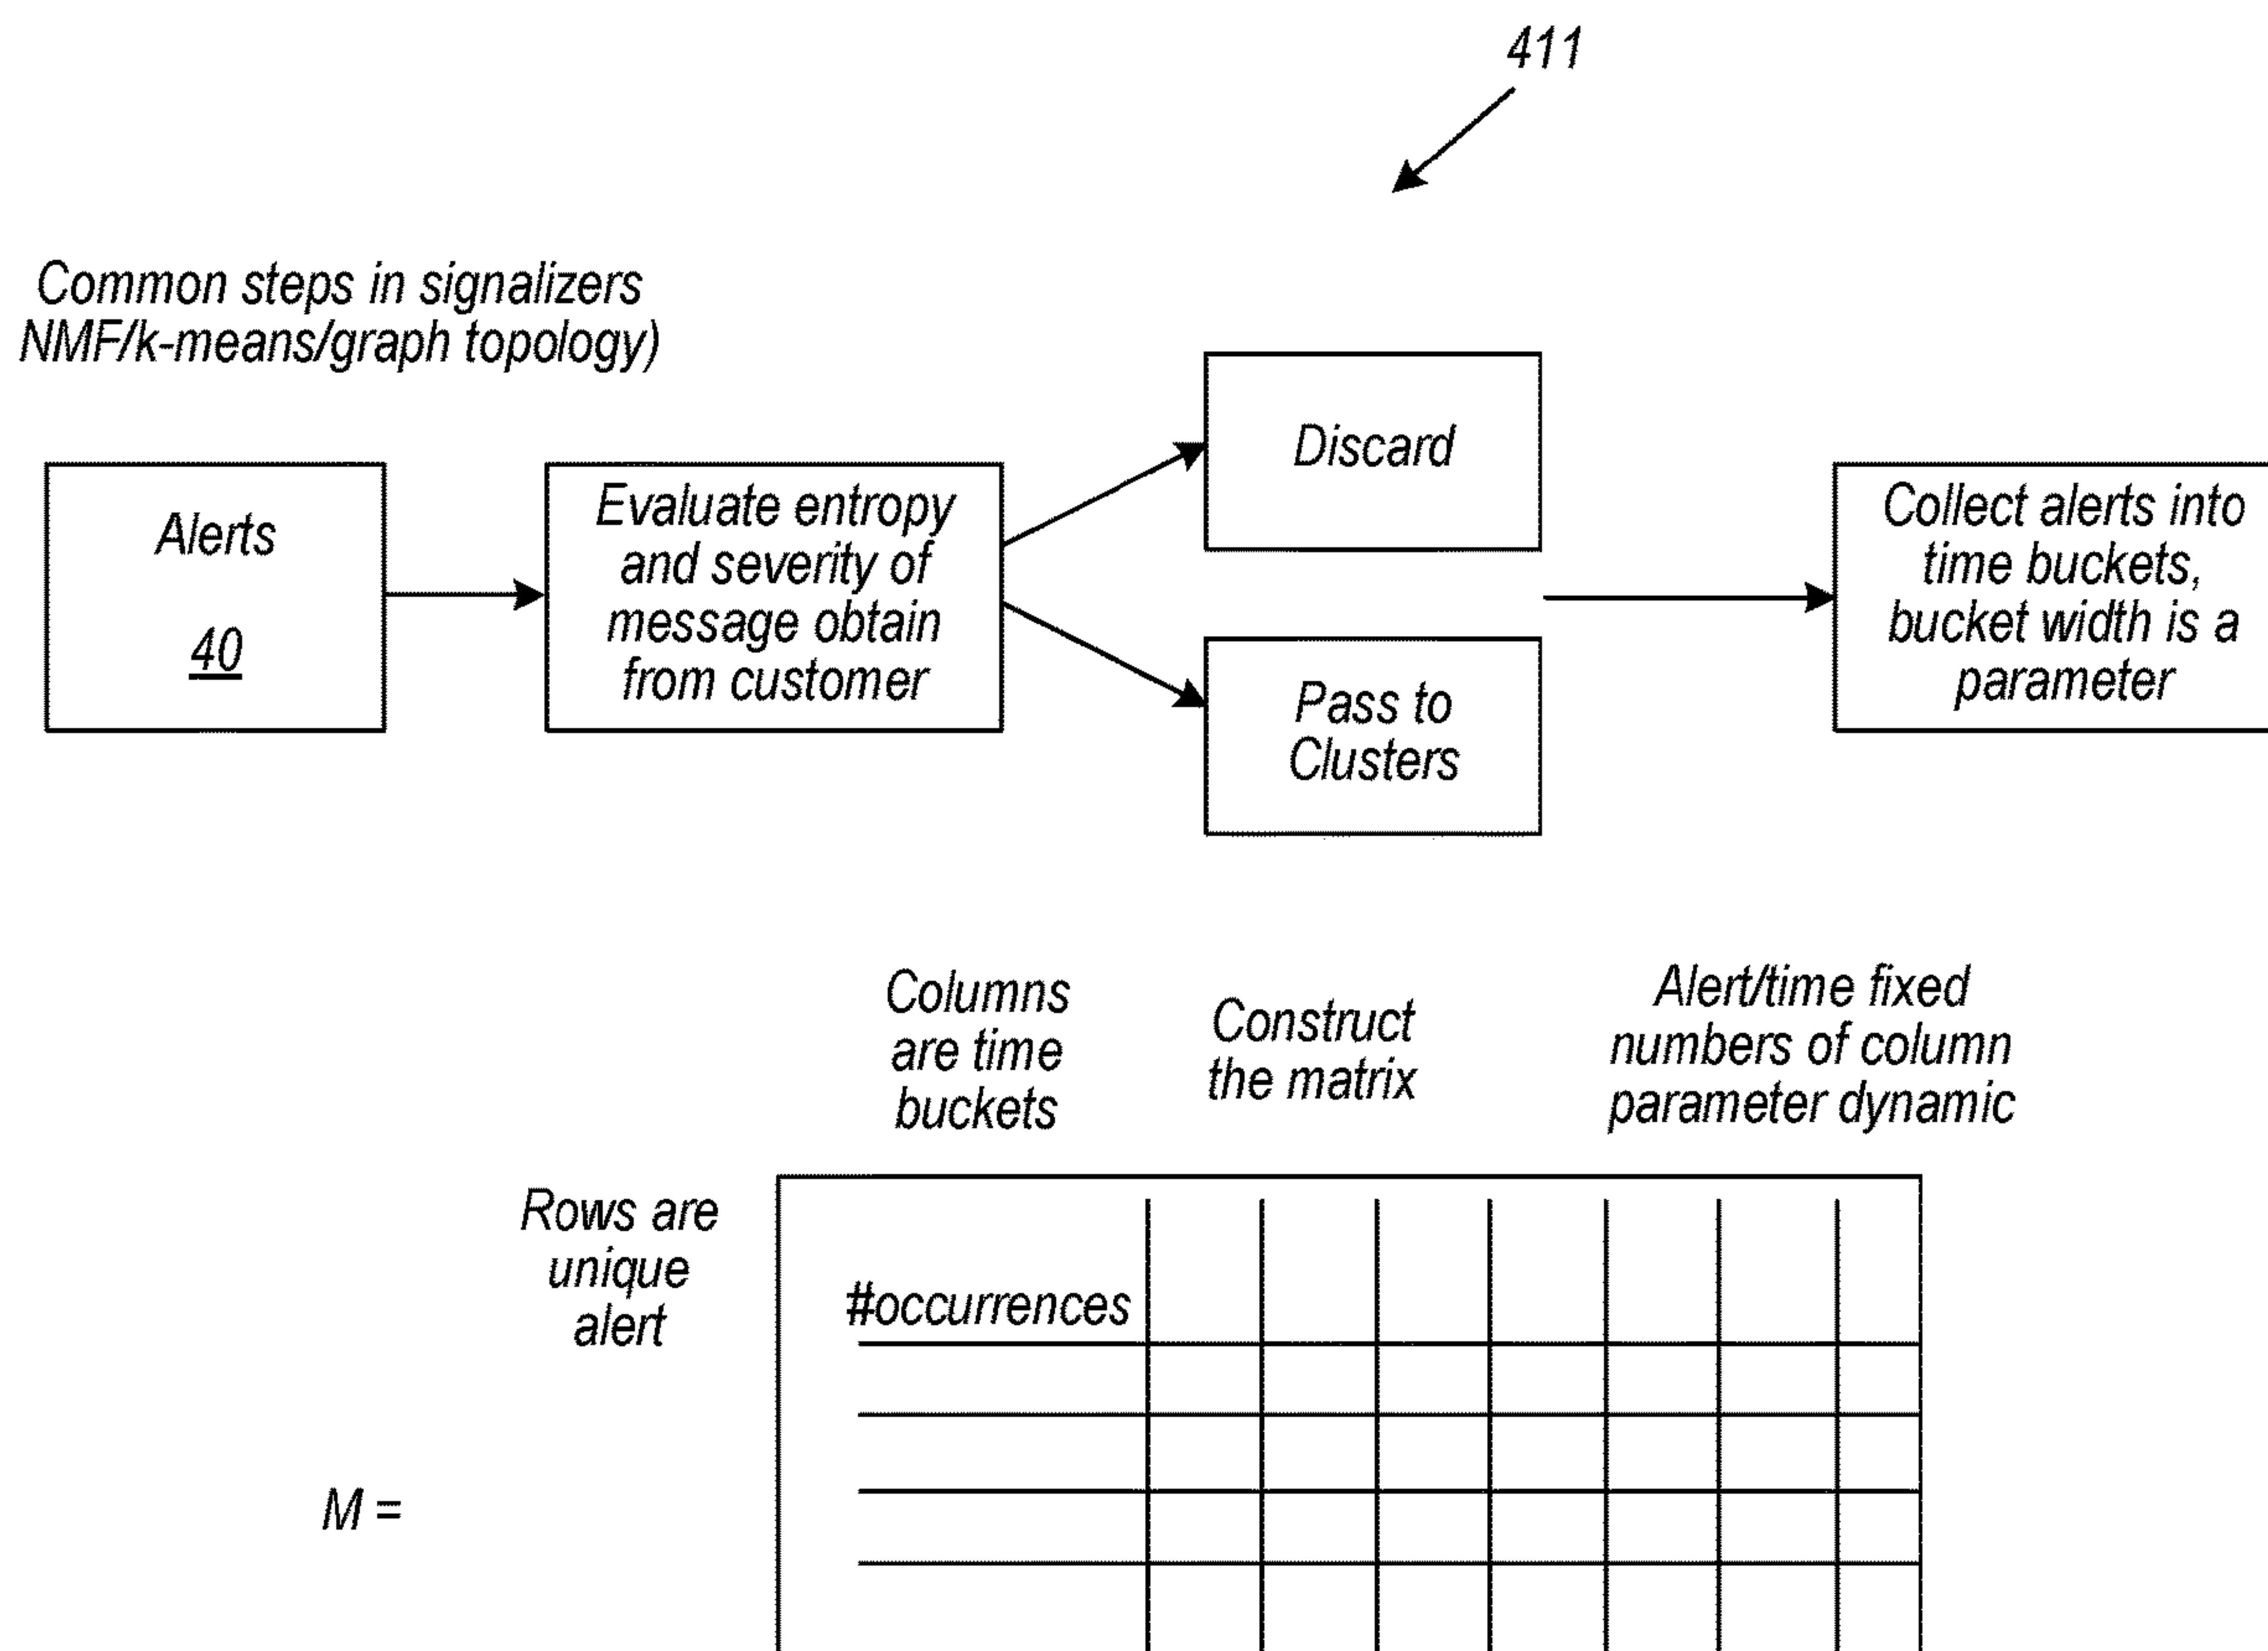 411
Common steps in signalizers
NMF/k-means/graph topology)
Alerts
40
Evaluate entropy
and severity of
message obtain
from customer
Discard
Pass to
Clusters
Collect alerts into
time buckets,
bucket width is a
parameter
Columns
are time
buckets
Construct
the matrix
Alert/time fixed
numbers of column
parameter dynamic
Rows are
unique
alert
#occurrences
M =